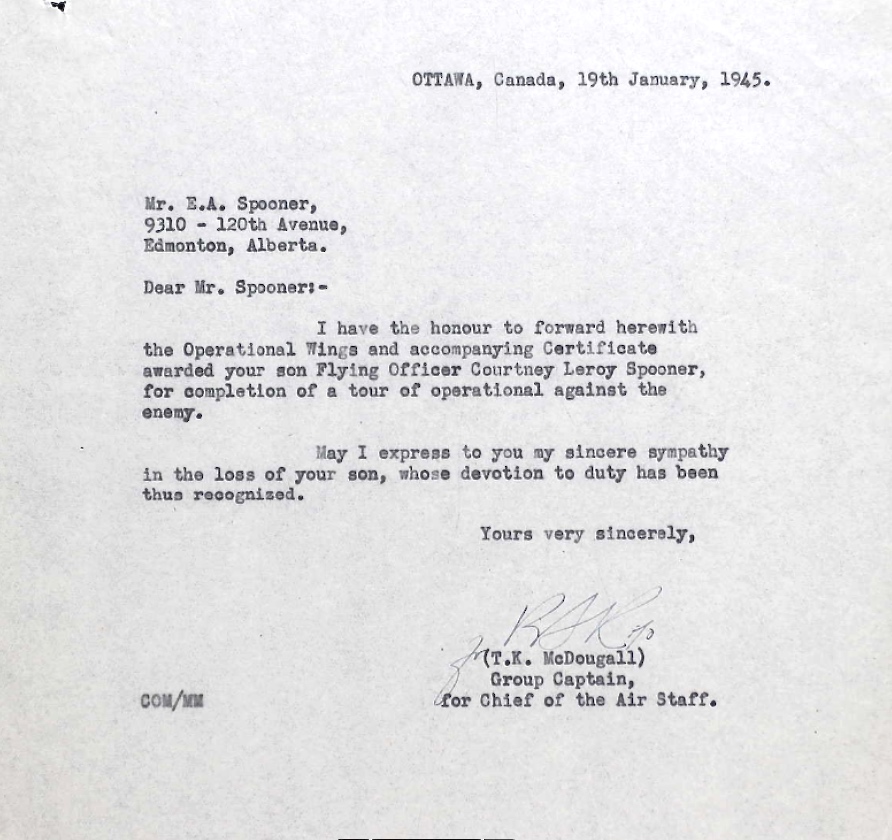 OTTAWA, Canada, 19th January, 1945.
Mr. E.A. Spooner,
9310 - 120th Avenue,
Edmonton, Alberta.
Dear Mr. Spooner:-
I have the honour to forward herewith
the Operational Wings and accompanying Certificate
awarded your son Flying Officer Courtney Leroy Spooner,
for completion of a tour of operational against the
enemy.
May I express to you my sincere sympathy
in the loss of your son, whose devotion to duty has been
thus recognized.
Yours very sincerely,
(T.K. McDougall)
Group Captain,
for Chief of the Air Staff.
COM/MM